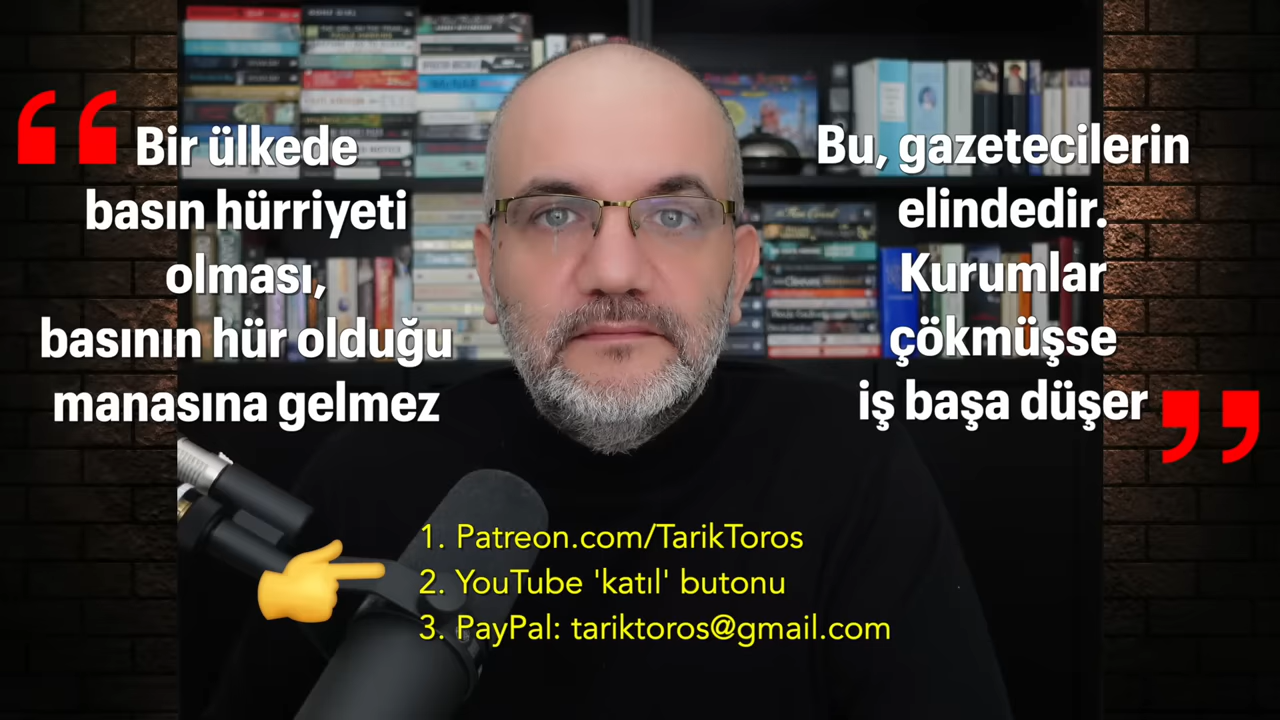 “ Bir ülkede
basın hürriyeti
olması,
basının hür olduğu
manasına gelmez
Bu, gazetecilerin
elindedir.
Kurumlar
çökmüşse
iş başa düşer ”
1. Patreon.com/TarikToros
2. YouTube 'katıl' butonu
3. PayPal: tariktoros@gmail.com